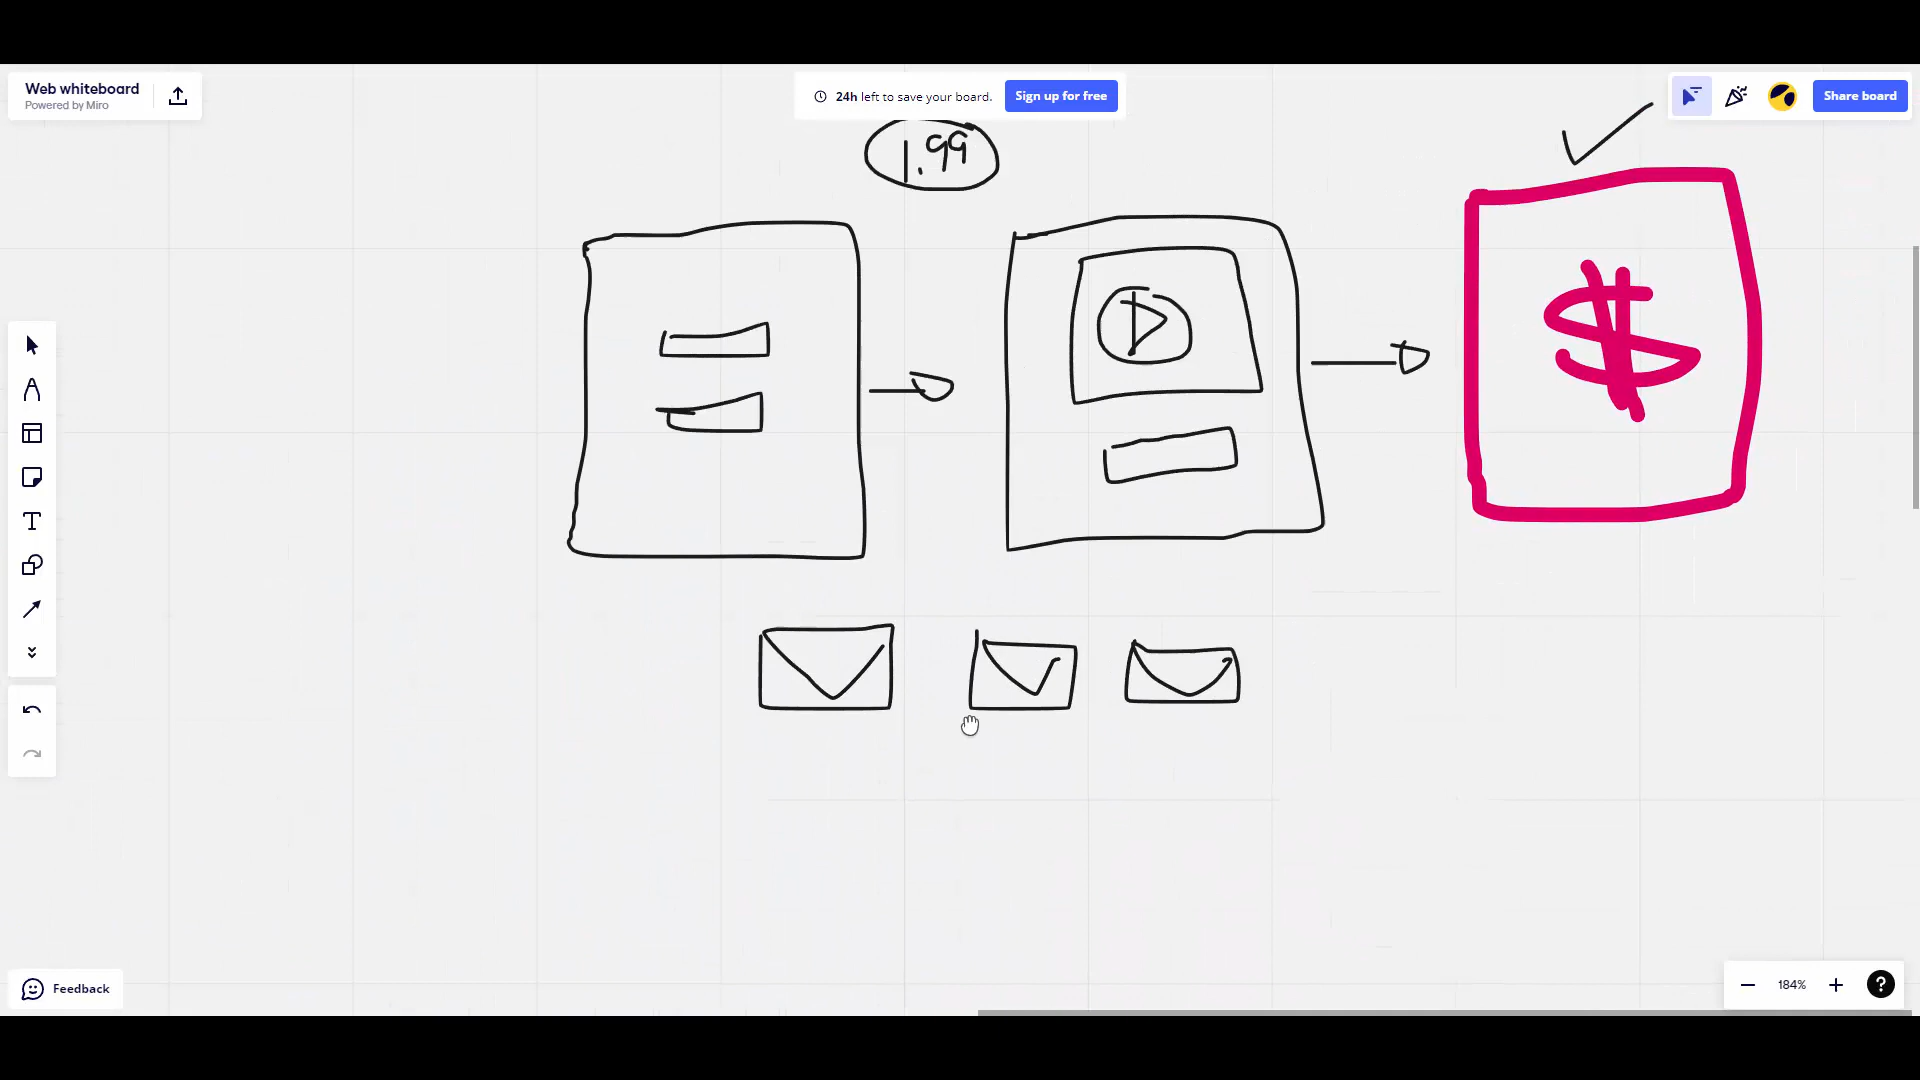 Web whiteboard
Powered by Miro
24h left to save your board.
Sign up for free
Share board
1.99
$
T
Feedback
184%
?